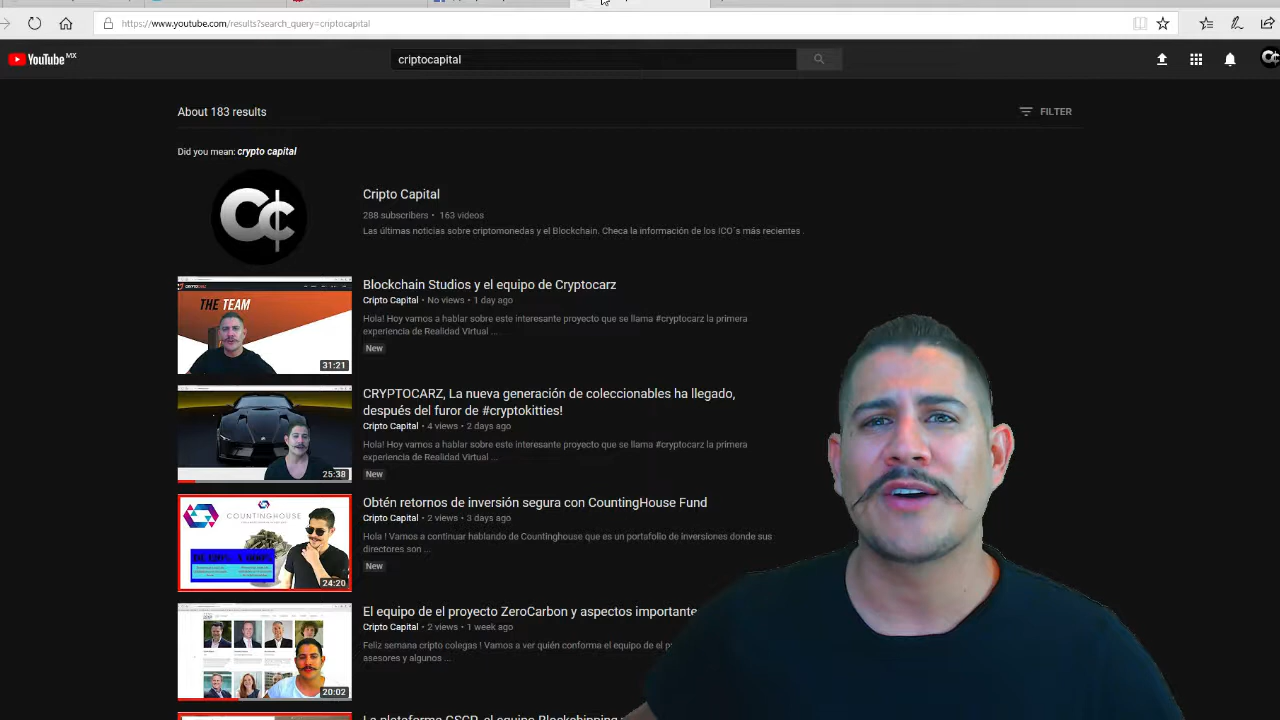 https://www.youtube.com/results?search_query=criptocapital
YouTube MX
criptocapital
About 183 results
FILTER
Did you mean: crypto capital
Cripto Capital
288 subscribers • 163 videos
Las últimas noticias sobre criptomonedas y el Blockchain. Checa la información de los ICO´s más recientes .
THE TEAM
31:21
Blockchain Studios y el equipo de Cryptocarz
Cripto Capital • No views • 1 day ago
Hola! Hoy vamos a hablar sobre este interesante proyecto que se llama #cryptocarz la primera
experiencia de Realidad Virtual ...
New
25:38
CRYPTOCARZ, La nueva generación de coleccionables ha llegado,
después del furor de #cryptokitties!
Cripto Capital • 4 views • 2 days ago
Hola! Hoy vamos a hablar sobre este interesante proyecto que se llama #cryptocarz la primera
experiencia de Realidad Virtual ...
New
COUNTINGHOUSE
24:20
Obtén retornos de inversión segura con CountingHouse Fund
Cripto Capital • 2 views • 3 days ago
Hola ! Vamos a continuar hablando de Countinghouse que es un portafolio de inversiones donde sus
directores son ...
New
20:02
El equipo de el proyecto ZeroCarbon y aspectos importante
Cripto Capital • 2 views • 1 week ago
Feliz semana cripto colegas ! Vamos a ver quién conforma el equipo de el p
asesores y algunos ...
La plataforma GSCP, el equipo Blockshipping